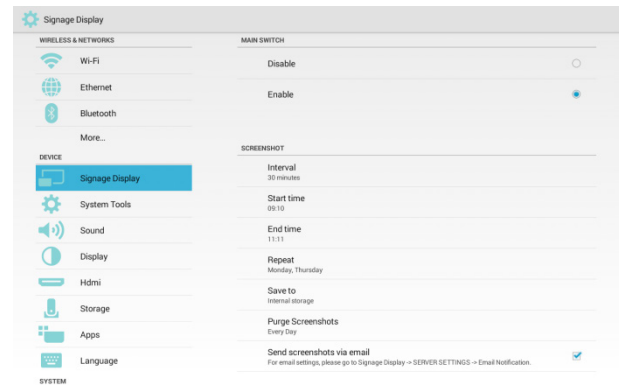 Signage Display
WIRELESS & NETWORKS
Wi-Fi
Ethernet
Bluetooth
More...
DEVICE
Signage Display
System Tools
Sound
Display
Hdmi
Storage
Apps
Language
SYSTEM
MAIN SWITCH
Disable
Enable
SCREENSHOT
Interval
30 minutes
Start time
09:10
End time
11:11
Repeat
Monday, Thursday
Save to
Internal storage
Purge Screenshots
Every Day
Send screenshots via email
For email settings, please go to Signage Display -> SERVER SETTINGS -> Email Notification.